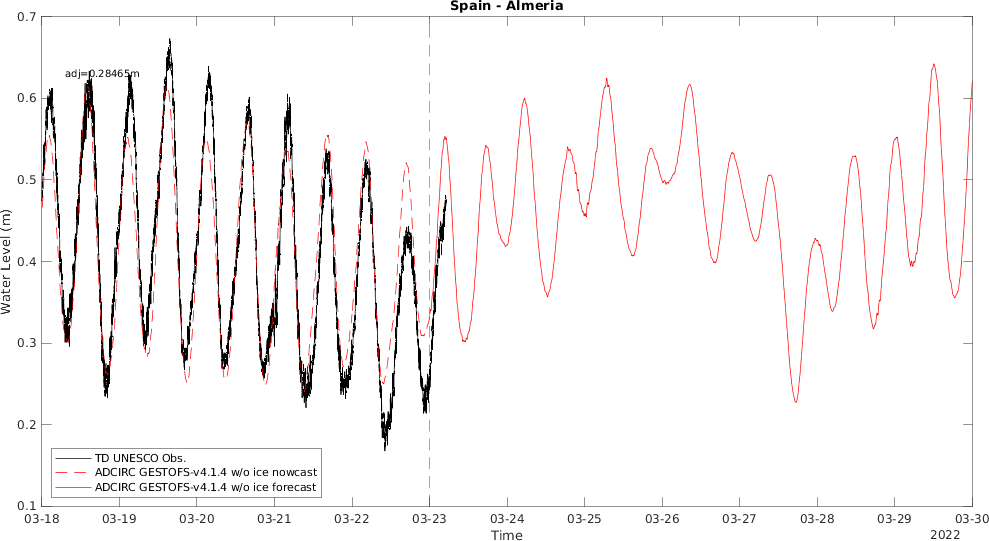 Spain - Almeria
0.7
0.6
0.5
0.4
0.3
0.2
0.1
Water Level (m)
adj=0.28465m
TD UNESCO Obs.
ADCIRC GESTOFS-v4.1.4 w/o ice nowcast
ADCIRC GESTOFS-v4.1.4 w/o ice forecast
03-18 03-19 03-20 03-21 03-22 03-23 03-24 03-25 03-26 03-27 03-28 03-29 03-30
Time
2022